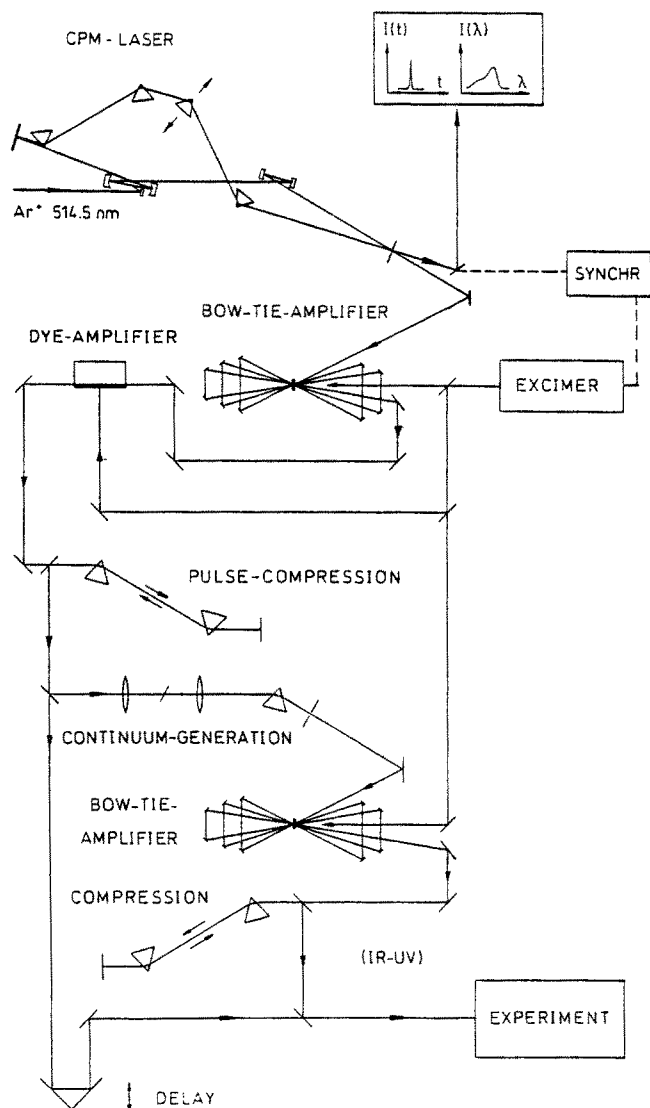 CPM - LASER
I(t)
I(λ)
t
λ
Ar⁺ 514.5 nm
SYNCHR
BOW-TIE-AMPLIFIER
DYE-AMPLIFIER
EXCIMER
PULSE-COMPRESSION
CONTINUUM-GENERATION
BOW-TIE-
AMPLIFIER
COMPRESSION
(IR-UV)
EXPERIMENT
DELAY